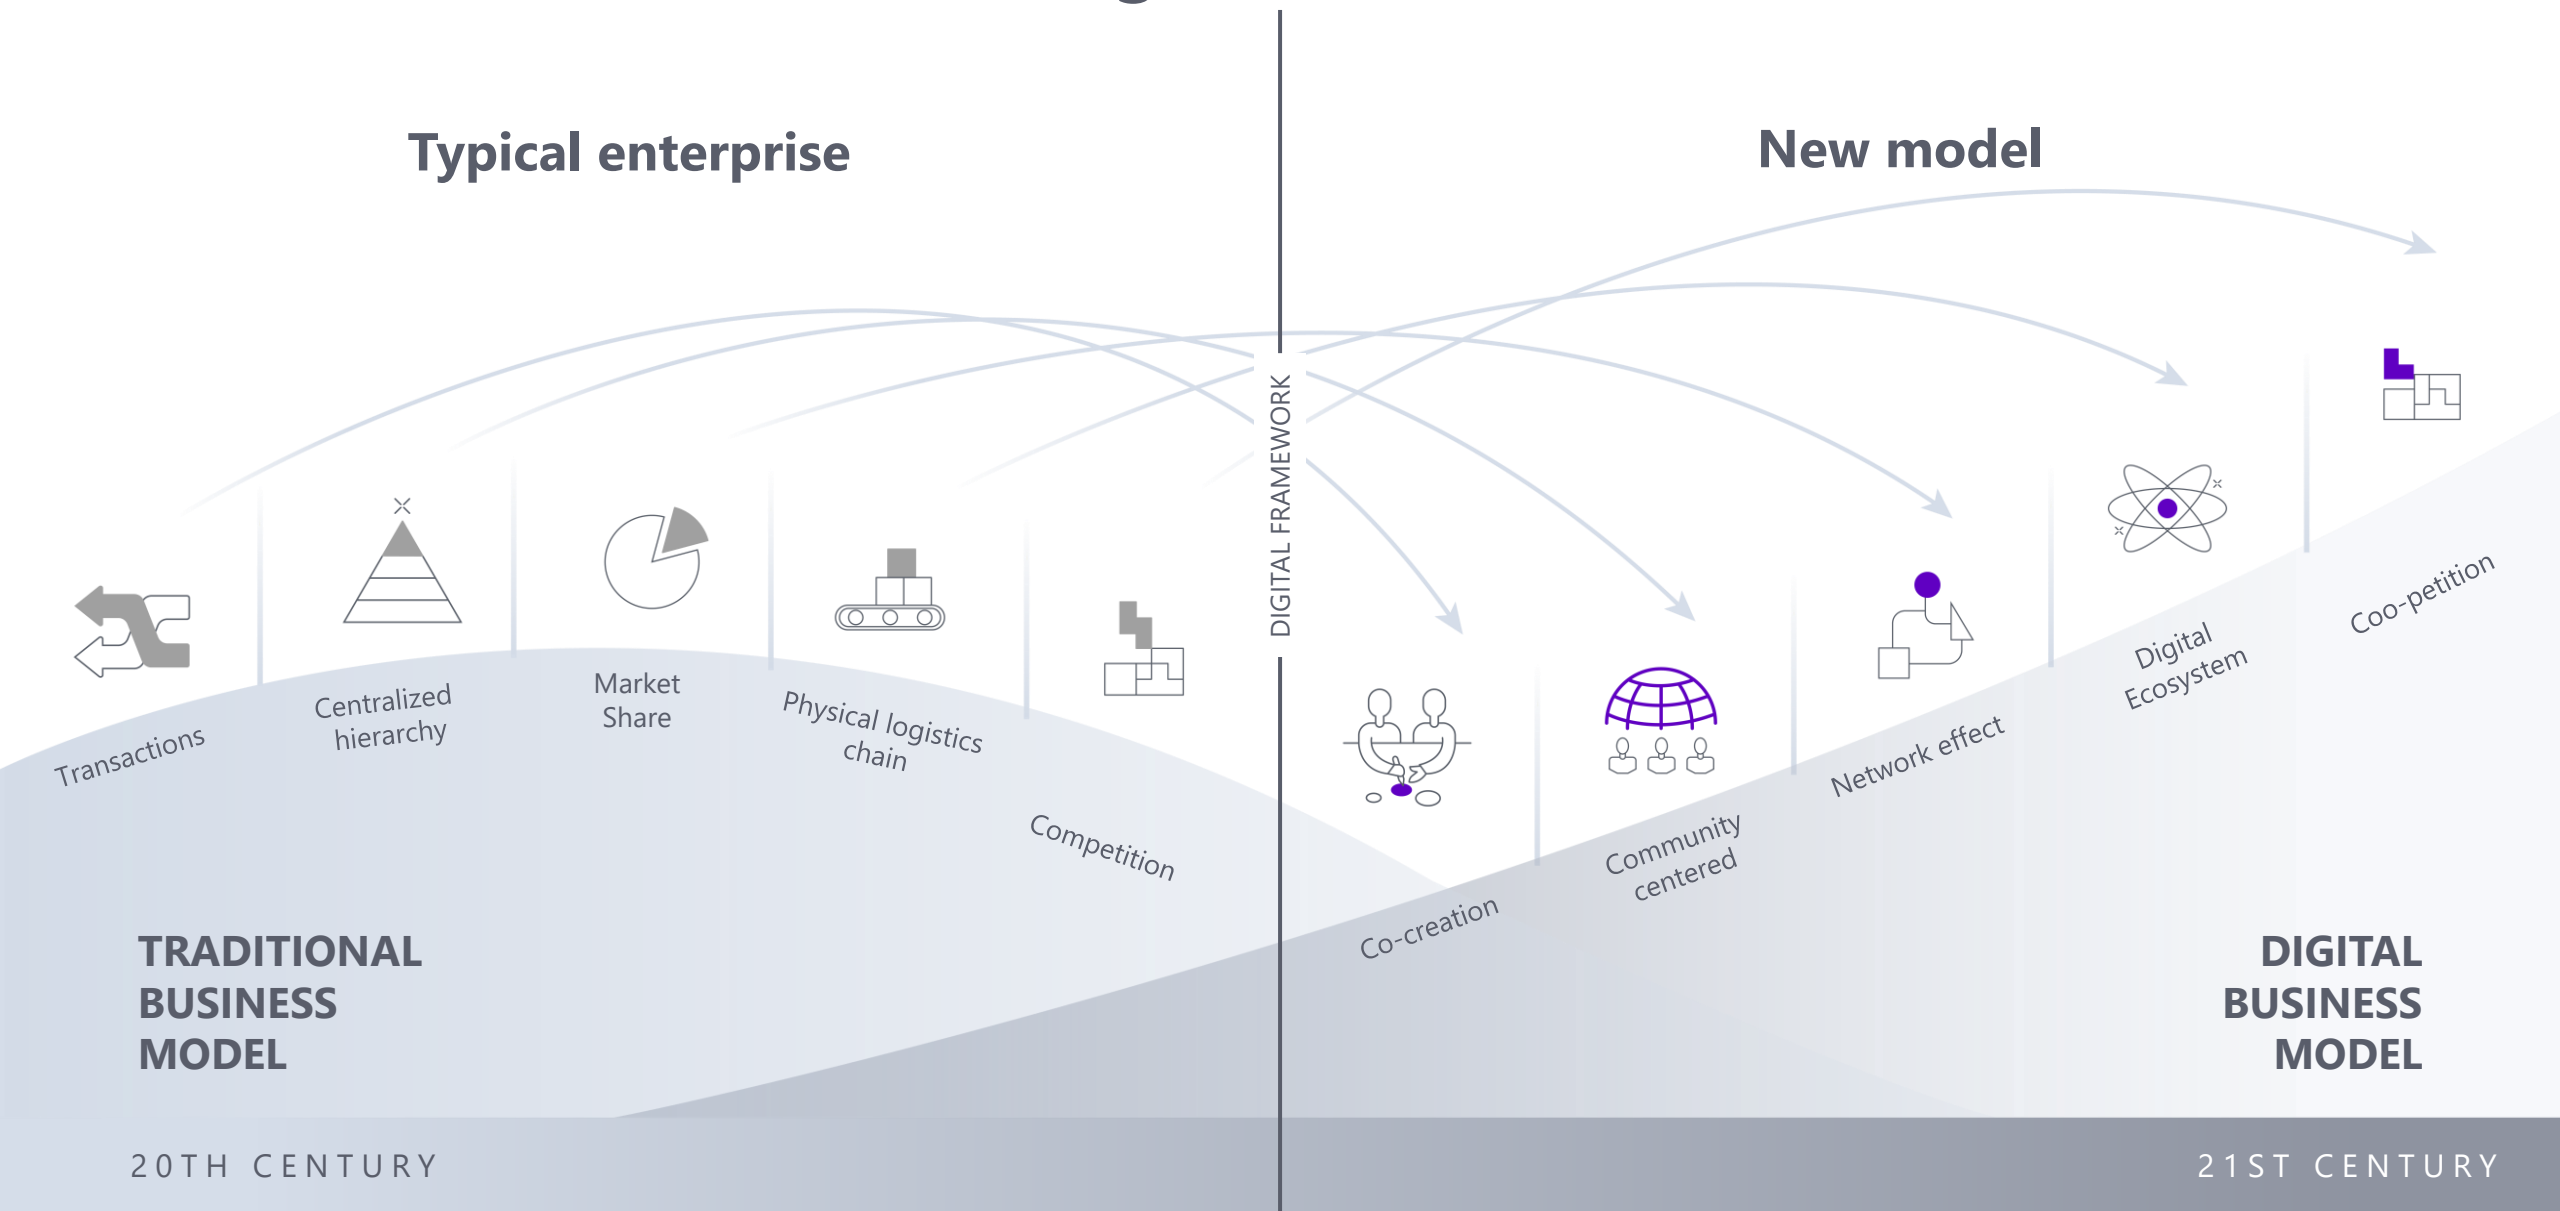 Typical enterprise
New model
DIGITAL FRAMEWORK
Transactions
Centralized
hierarchy
Market
Share
Physical logistics
chain
Competition
Co-creation
Community
centered
Network effect
Digital
Ecosystem
Coo-petition
TRADITIONAL
BUSINESS
MODEL
DIGITAL
BUSINESS
MODEL
20TH CENTURY
21ST CENTURY